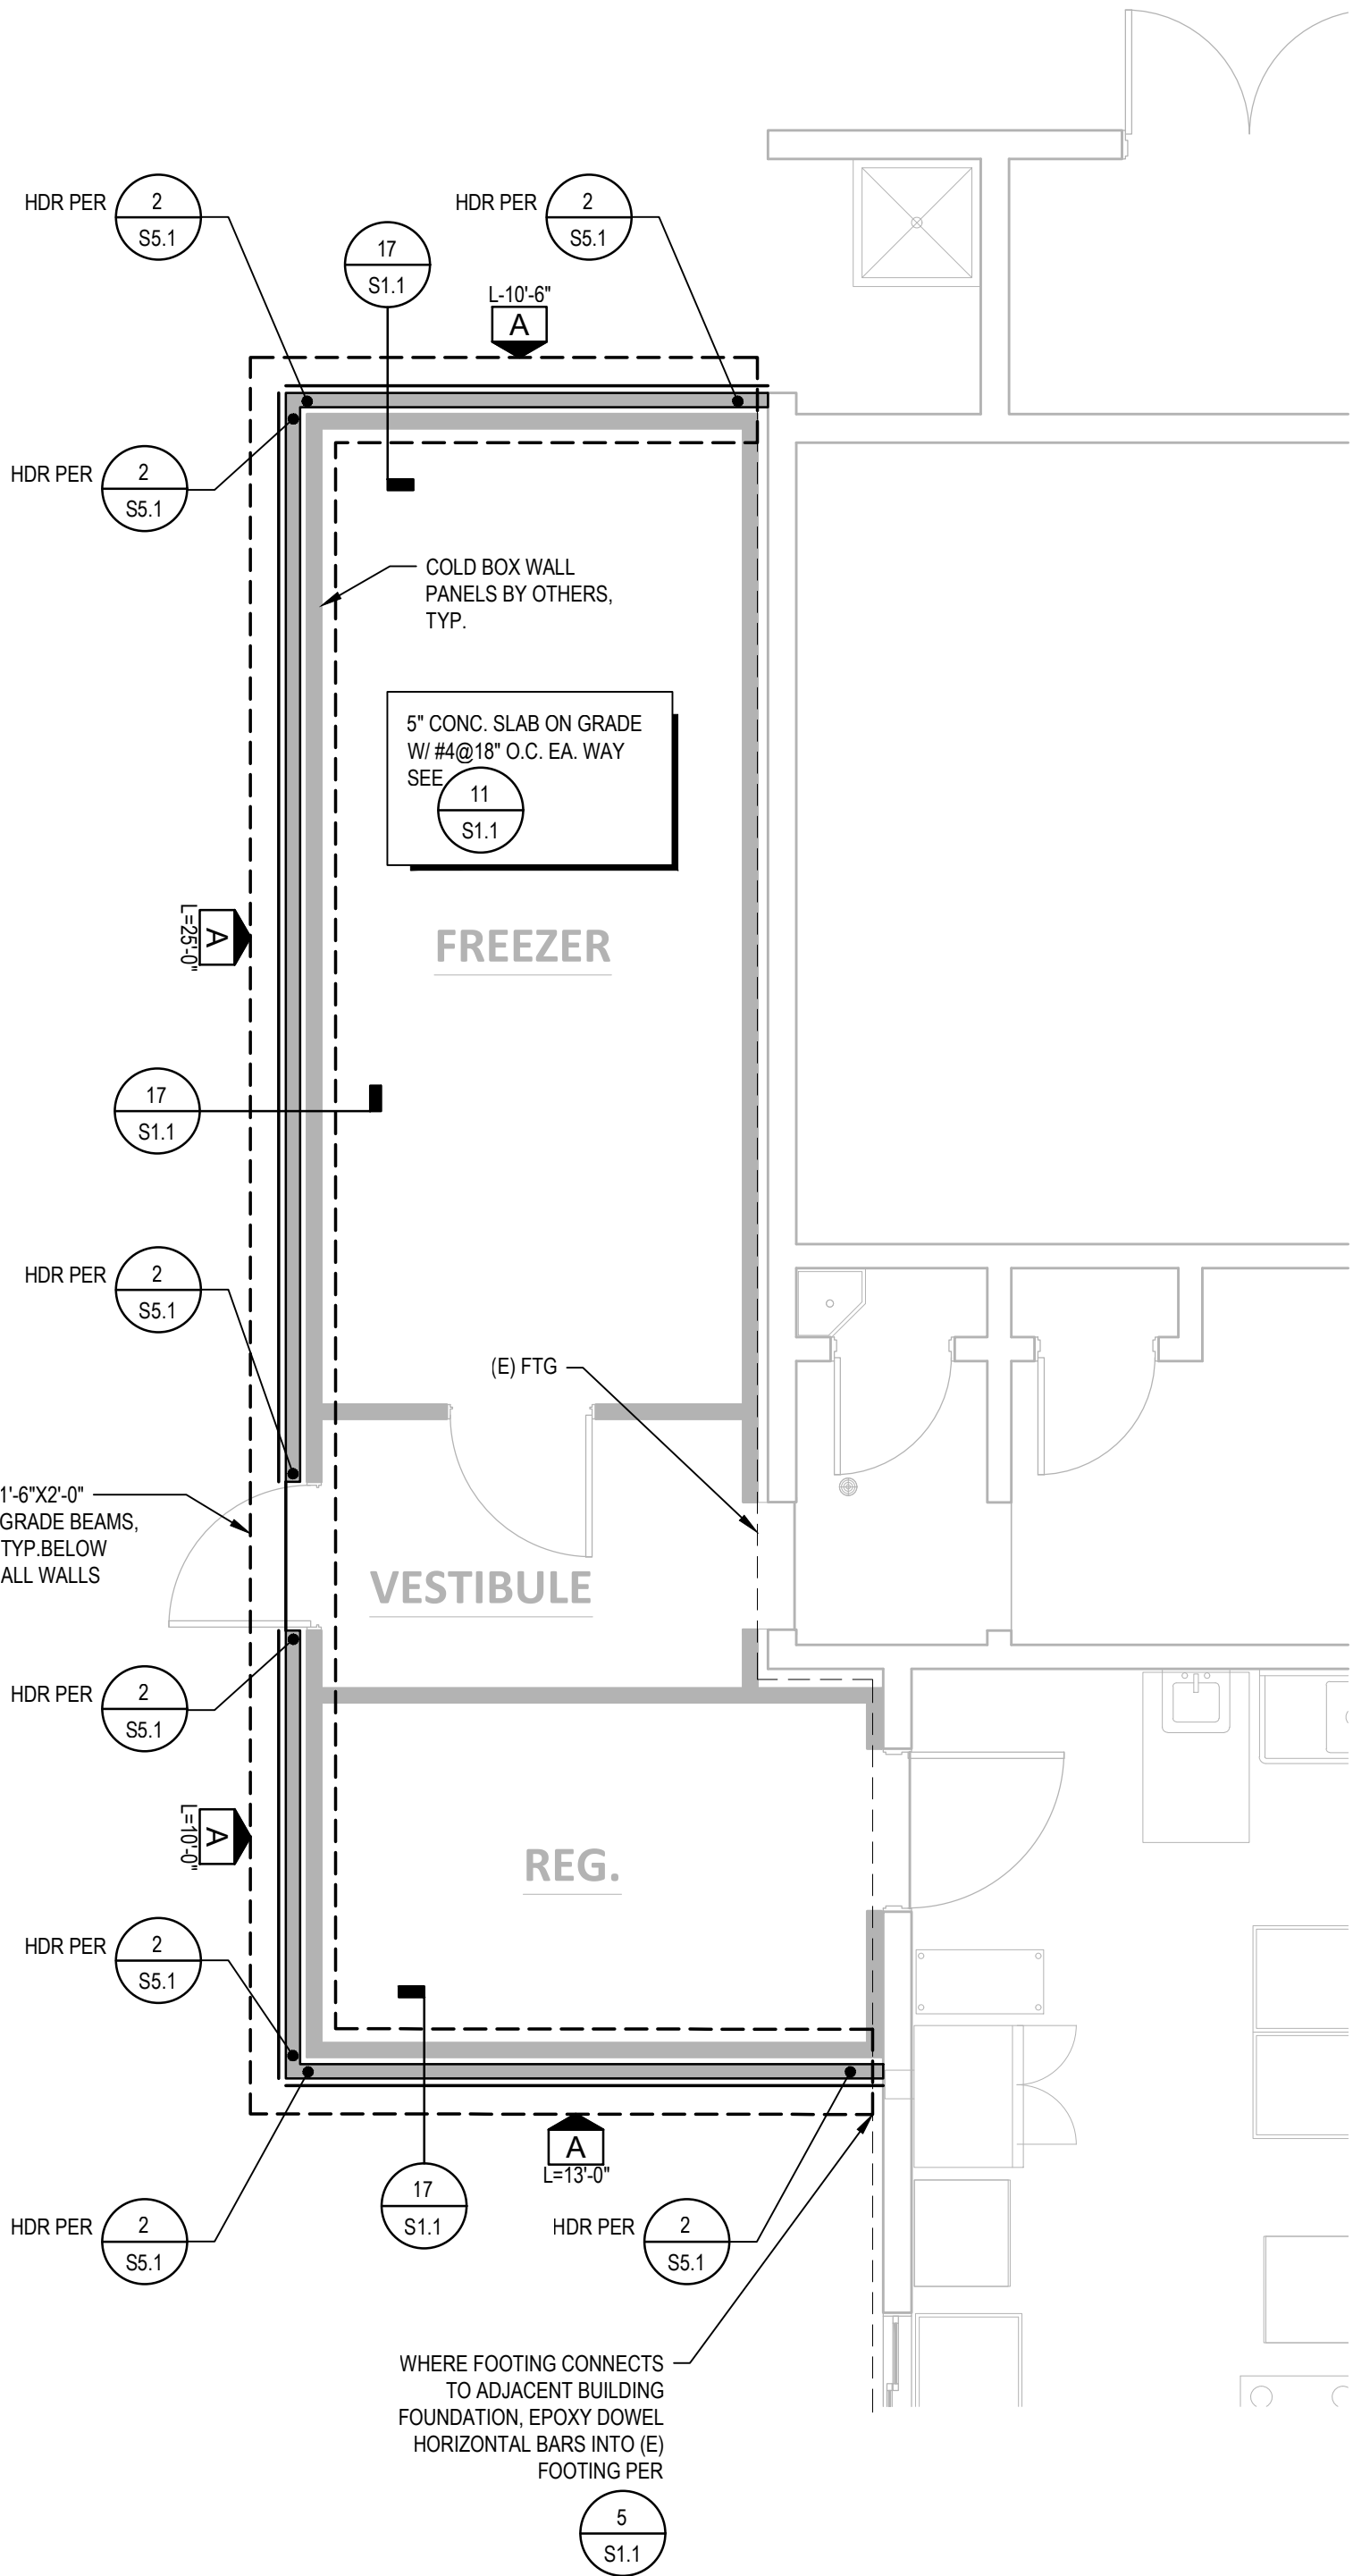 HDR PER
2
S5.1
HDR PER
2
S5.1
17
S1.1
L-10'-6"
A
HDR PER
2
S5.1
COLD BOX WALL
PANELS BY OTHERS,
TYP.
5" CONC. SLAB ON GRADE
W/ #4@18" O.C. EA. WAY
SEE
11
S1.1
L=25'-0"
A
FREEZER
17
S1.1
HDR PER
2
S5.1
(E) FTG
1'-6"X2'-0"
GRADE BEAMS,
TYP.BELOW
ALL WALLS
VESTIBULE
HDR PER
2
S5.1
L=10'-0"
A
REG.
HDR PER
2
S5.1
A
L=13'-0"
17
S1.1
HDR PER
2
S5.1
HDR PER
2
S5.1
WHERE FOOTING CONNECTS
TO ADJACENT BUILDING
FOUNDATION, EPOXY DOWEL
HORIZONTAL BARS INTO (E)
FOOTING PER
5
S1.1